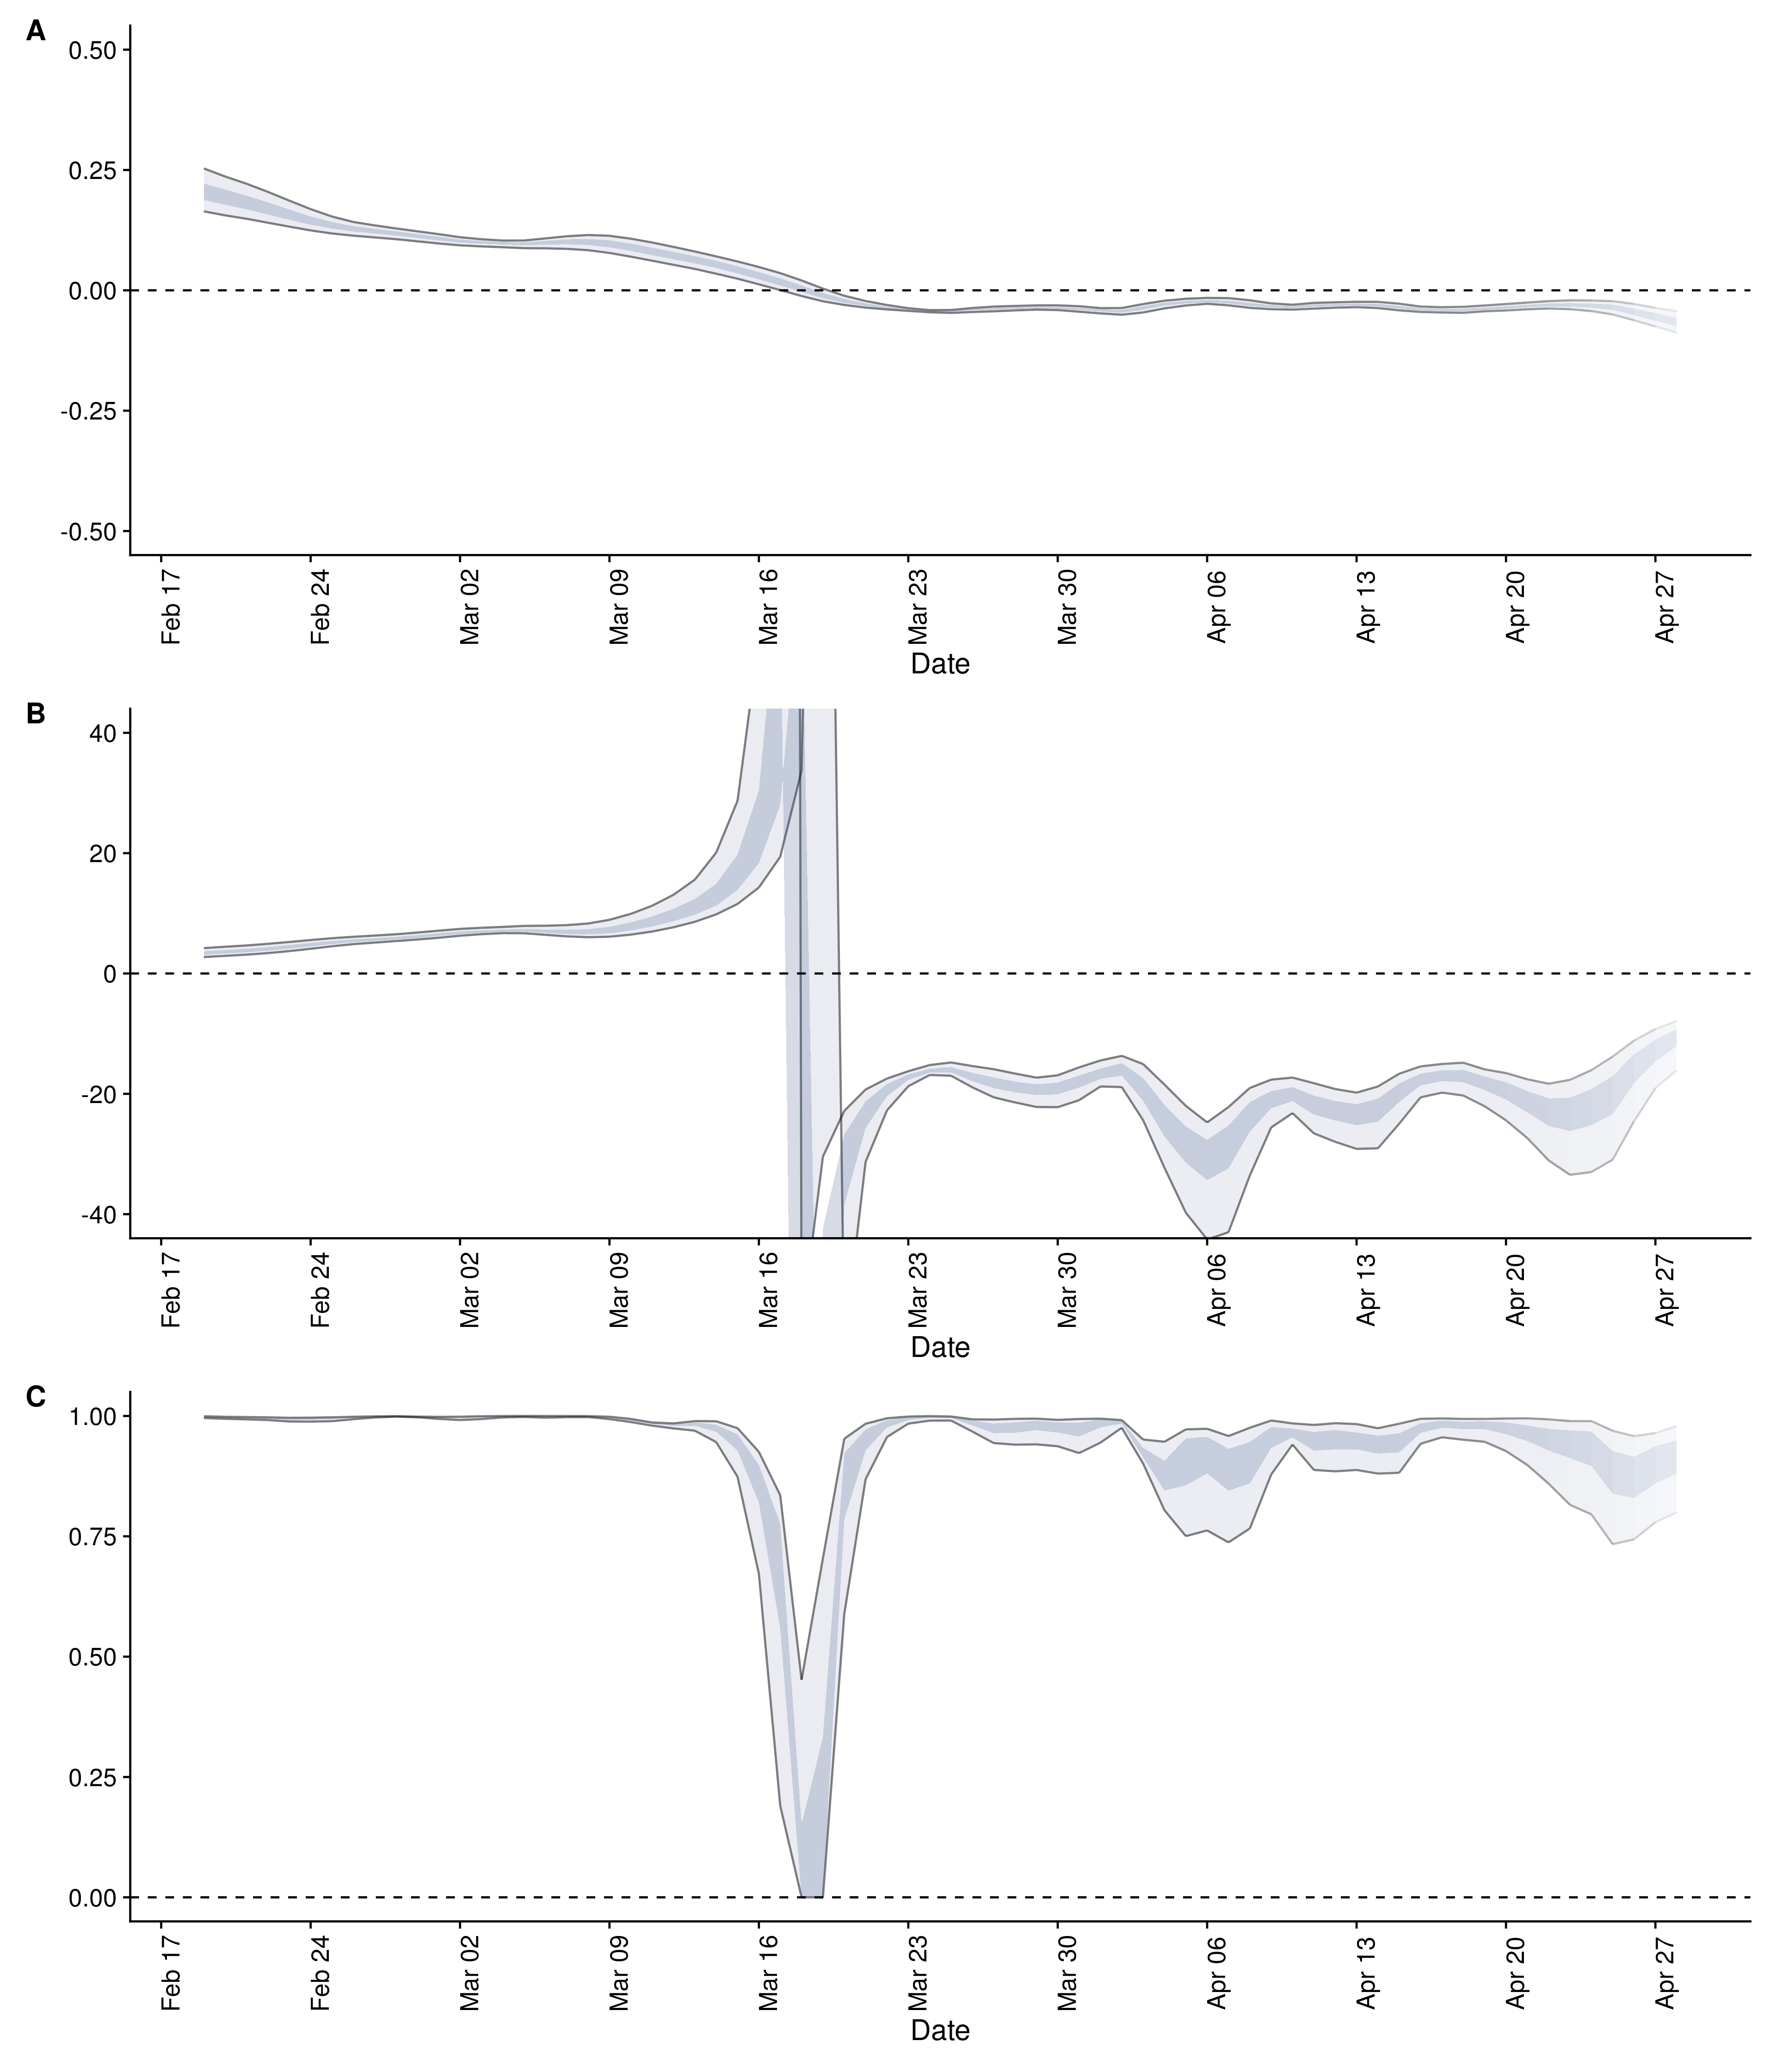 A
0.50
0.25
0.00
-0.25
-0.50
Feb 17
Feb 24
Mar 02
Mar 09
Mar 16
Mar 23
Mar 30
Apr 06
Apr 13
Apr 20
Apr 27
Date
B
40
20
0
-20
-40
Feb 17
Feb 24
Mar 02
Mar 09
Mar 16
Mar 23
Mar 30
Apr 06
Apr 13
Apr 20
Apr 27
Date
C
1.00
0.75
0.50
0.25
0.00
Feb 17
Feb 24
Mar 02
Mar 09
Mar 16
Mar 23
Mar 30
Apr 06
Apr 13
Apr 20
Apr 27
Date